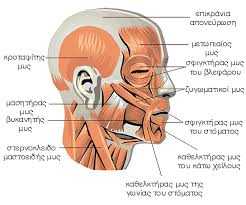 επικράνια
απονεύρωση
κροταφίτης
μυς
μετωπιαίος
μυς
σφιγκτήρας μυς
του βλεφάρου
ζυγωματικοί μυς
μασητήρας
μυς
βυκανητής
μυς
στερνοκλειδο
μαστοειδής μυς
σφιγκτήρας μυς
του στόματος
καθελκτήρας μυς
του κάτω χείλους
καθελκτήρας μυς της
γωνίας του στόματος